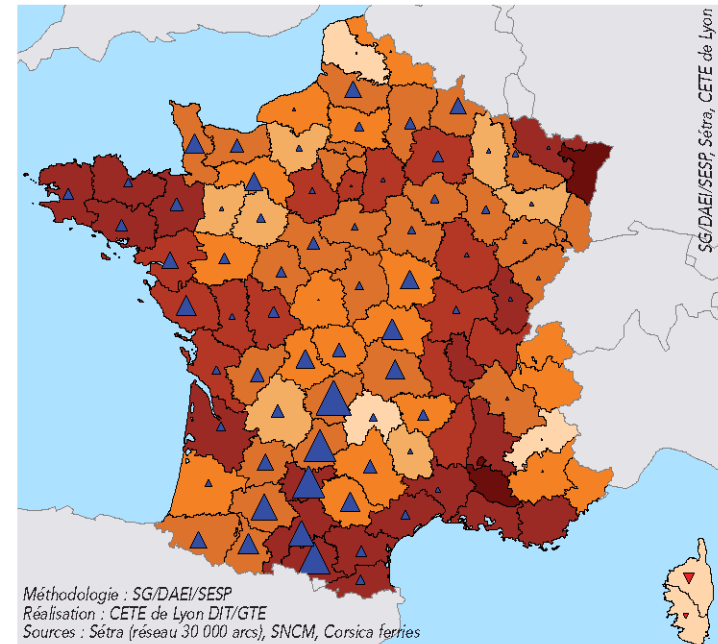 SG/DAEI/SESP, Sétra, CETE de Lyon
Méthodologie : SG/DAEI/SESP
Réalisation : CETE de Lyon DIT/GTE
Sources : Sétra (réseau 30 000 arcs), SNCM, Corsica ferries